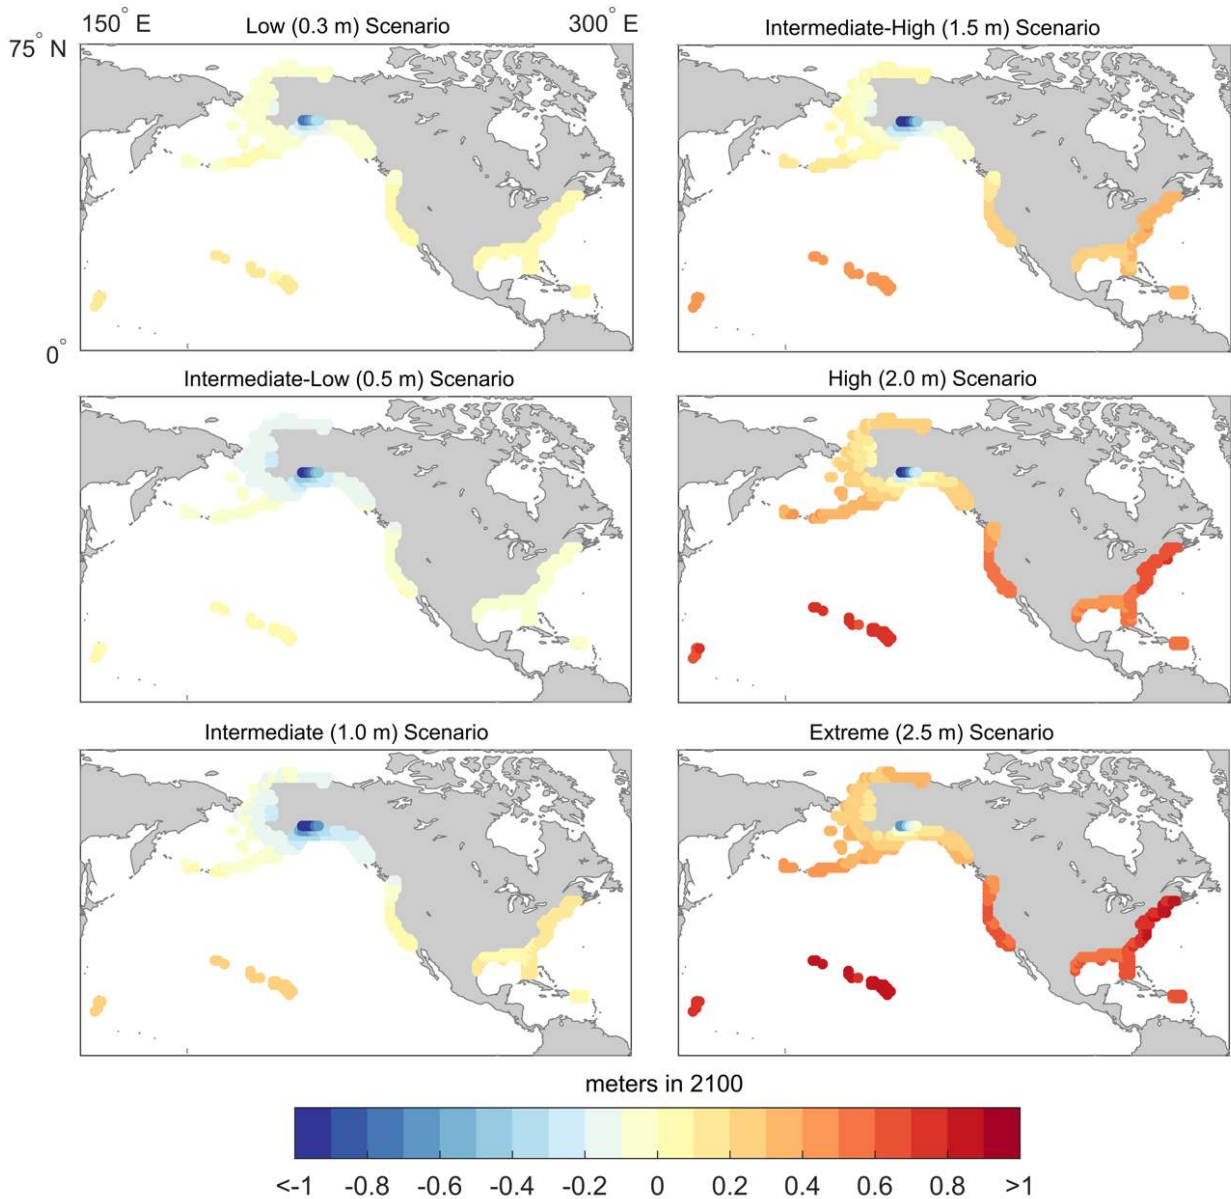 150° E
Low (0.3 m) Scenario
300° E
Intermediate-High (1.5 m) Scenario
75° N
0°
Intermediate-Low (0.5 m) Scenario
High (2.0 m) Scenario
Intermediate (1.0 m) Scenario
Extreme (2.5 m) Scenario
meters in 2100
<-1 -0.8 -0.6 -0.4 -0.2 0 0.2 0.4 0.6 0.8 >1